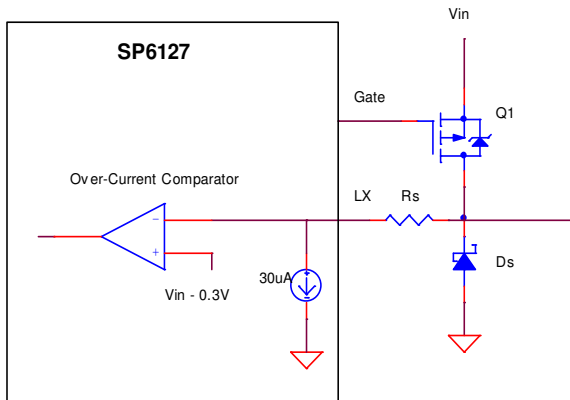 Vin
SP6127
Gate
Q1
Over-Current Comparator
LX
Rs
−
+
30uA
Vin - 0.3V
Ds